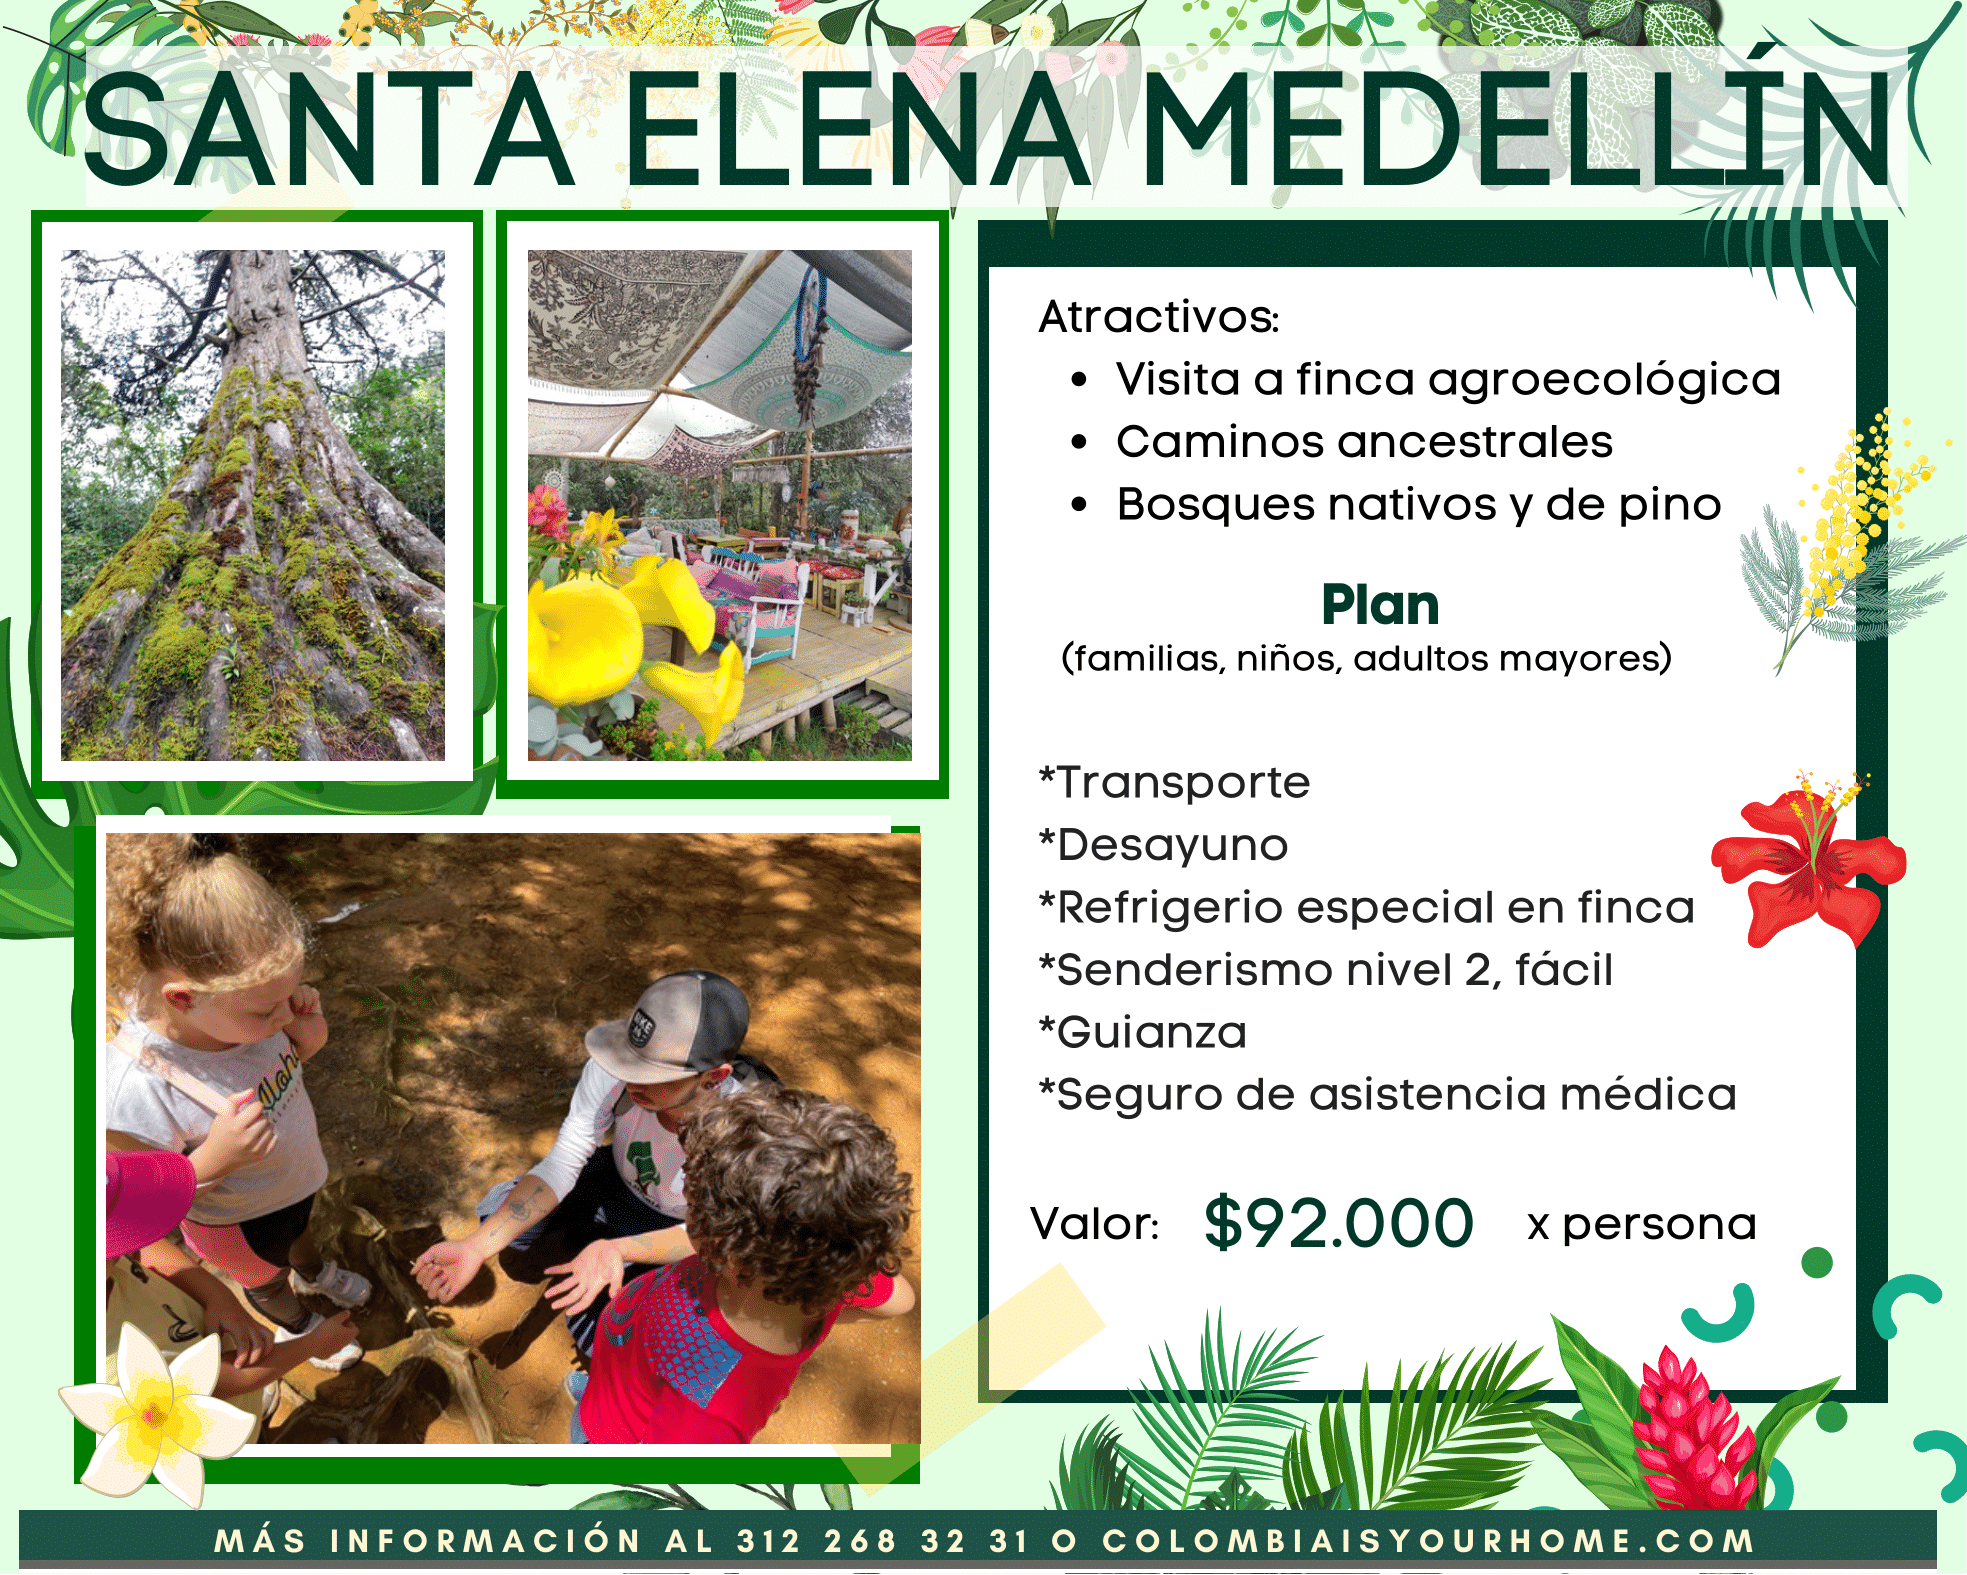 SANTA ELENA MEDELLÍN
Atractivos:
• Visita a finca agroecológica
• Caminos ancestrales
• Bosques nativos y de pino
Plan
(familias, niños, adultos mayores)
*Transporte
*Desayuno
*Refrigerio especial en finca
*Senderismo nivel 2, fácil
*Guianza
*Seguro de asistencia médica
Valor: $92.000 x persona
Aloha
MÁS INFORMACIÓN AL 312 268 32 31 O COLOMBIAISYOURHOME.COM